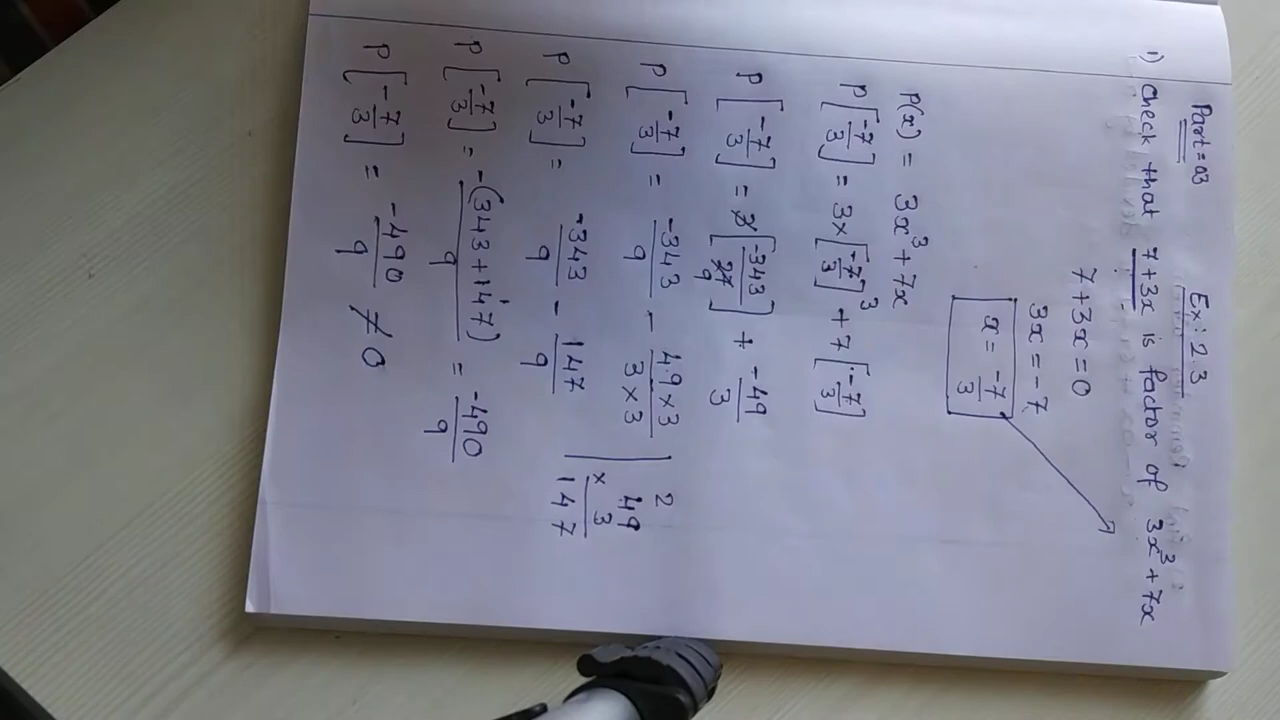 Part=03
Ex: 2.3
1) Check that 7+3x is factor of 3x³+7x
7+3x=0
3x=-7
x= -7/3
P(x) = 3x³+7x
P[-7/3] = 3×[-7/3]³ + 7[-7/3]
P[-7/3] = 3[-343/27 9] + -49/3
P[-7/3] = -343/9 - 49×3/3×3
2
49
× 3
147
P[-7/3] = -343/9 - 147/9
P[-7/3] = -(343+147)/9 = -490/9
P[-7/3] = -490/9 ≠ 0